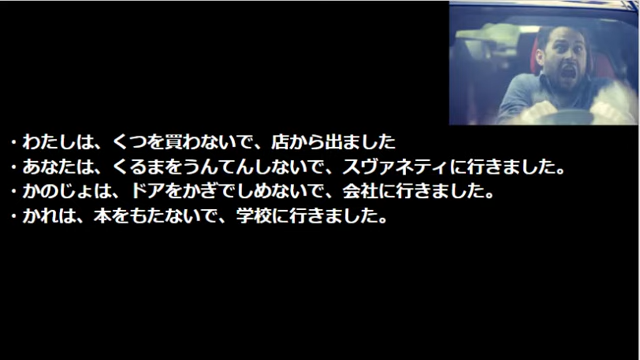 ・わたしは、くつを買わないで、店から出ました
・あなたは、くるまをうんてんしないで、スヴァネティに行きました。
・かのじょは、ドアをかぎでしめないで、会社に行きました。
・かれは、本をもたないで、学校に行きました。